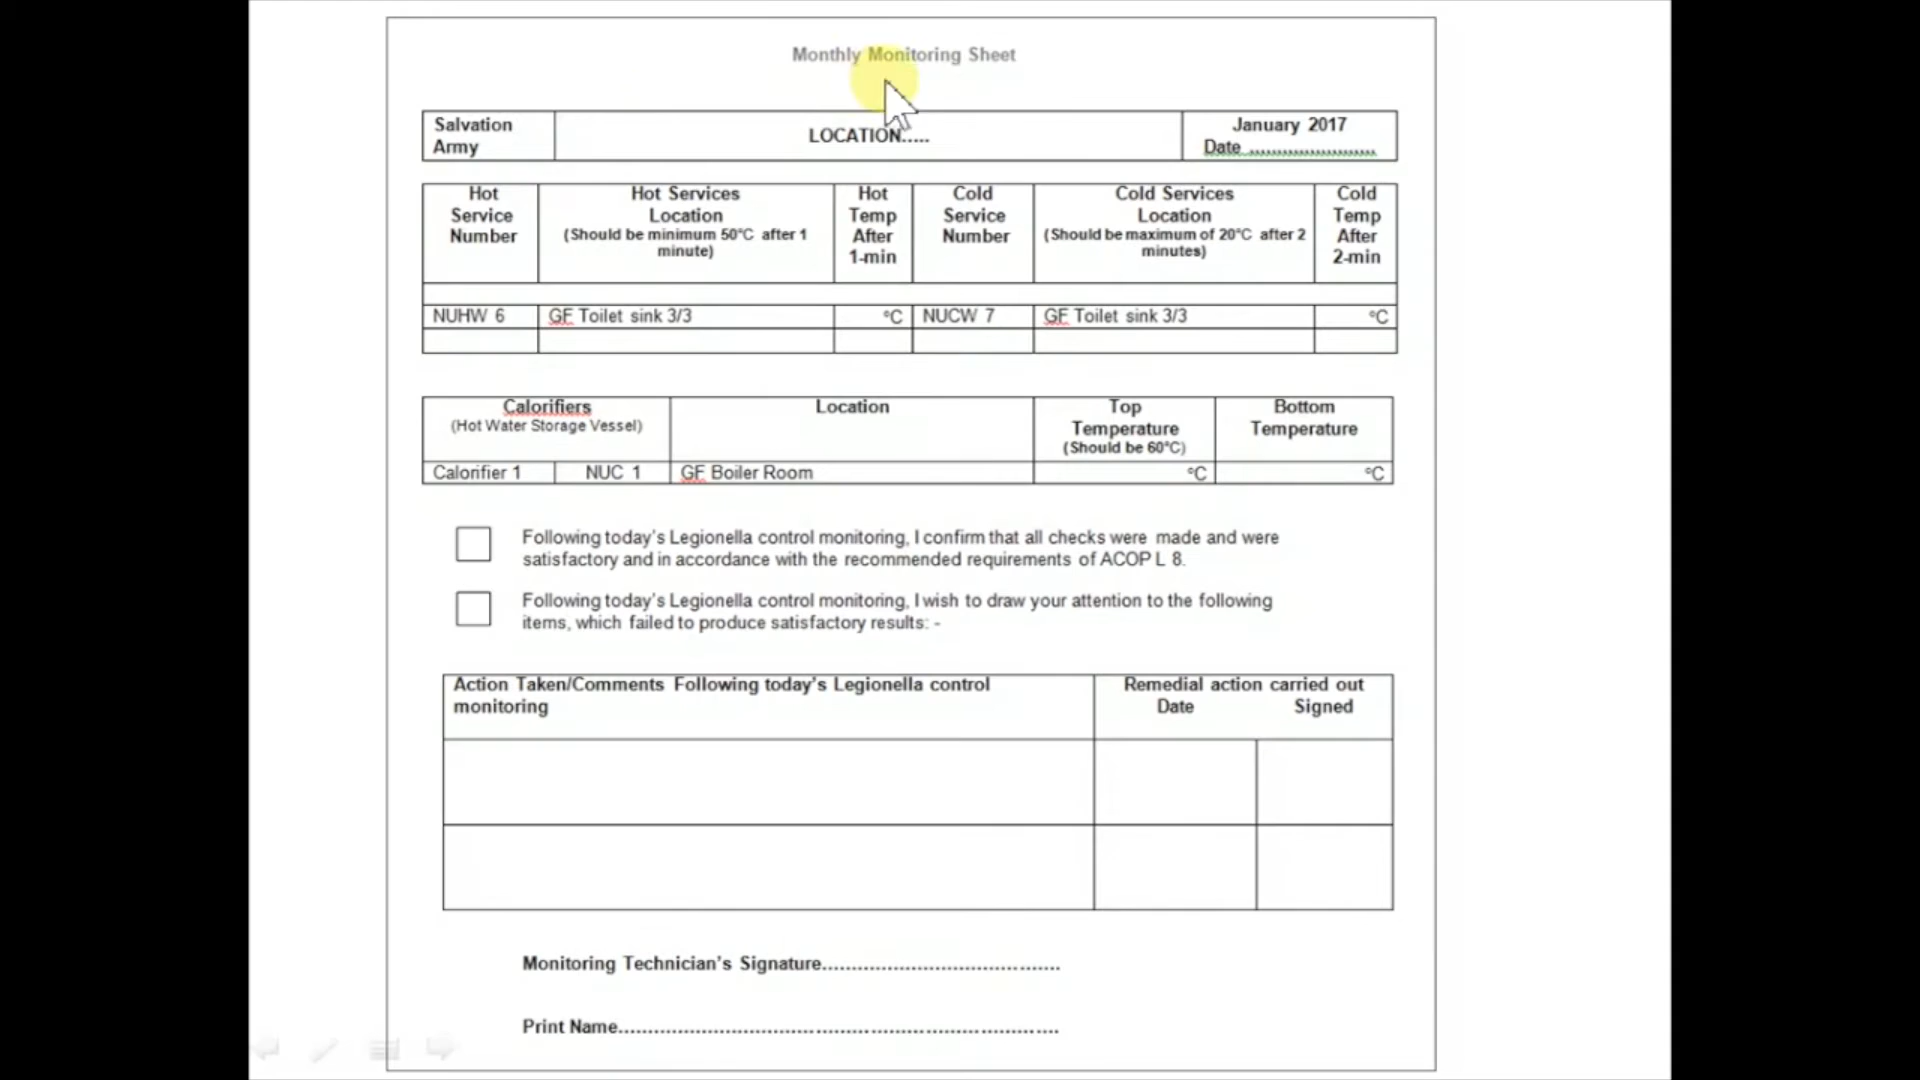 Monthly Monitoring Sheet
Salvation
Army
LOCATION.....
January 2017
Date ......................
Hot
Service
Number
Hot Services
Location
(Should be minimum 50°C after 1
minute)
Hot
Temp
After
1-min
Cold
Service
Number
Cold Services
Location
(Should be maximum of 20°C after 2
minutes)
Cold
Temp
After
2-min
NUHW 6 GF Toilet sink 3/3 °C NUCW 7 GF Toilet sink 3/3 °C
Calorifiers
(Hot Water Storage Vessel)
Location
Top
Temperature
(Should be 60°C)
Bottom
Temperature
Calorifier 1 NUC 1 GF Boiler Room °C °C
Following today's Legionella control monitoring, I confirm that all checks were made and were
satisfactory and in accordance with the recommended requirements of ACOP L 8.
Following today's Legionella control monitoring, I wish to draw your attention to the following
items, which failed to produce satisfactory results: -
Action Taken/Comments Following today's Legionella control
monitoring
Remedial action carried out
Date Signed
Monitoring Technician's Signature........................................
Print Name..........................................................................